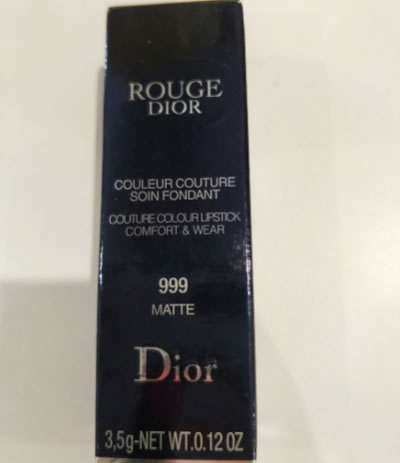 ROUGE
DIOR
COULEUR COUTURE
SOIN FONDANT
COUTURE COLOUR LIPSTICK
COMFORT & WEAR
999
MATTE
Dior
3,5g-NET WT.0.12 OZ